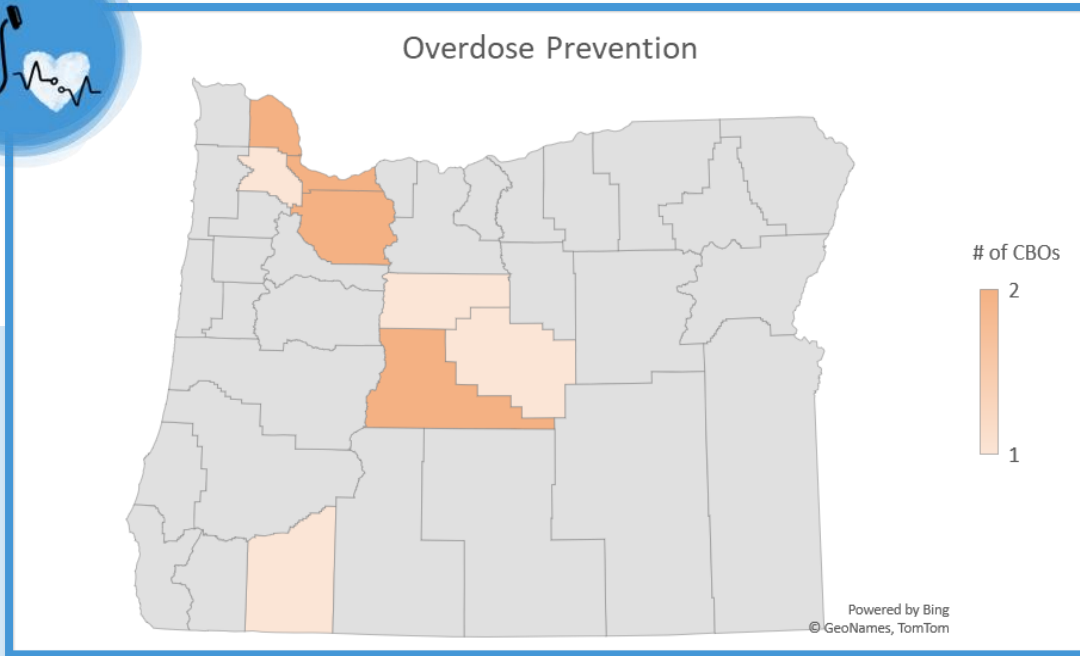 Overdose Prevention
# of CBOs
2
1
Powered by Bing
© GeoNames, TomTom